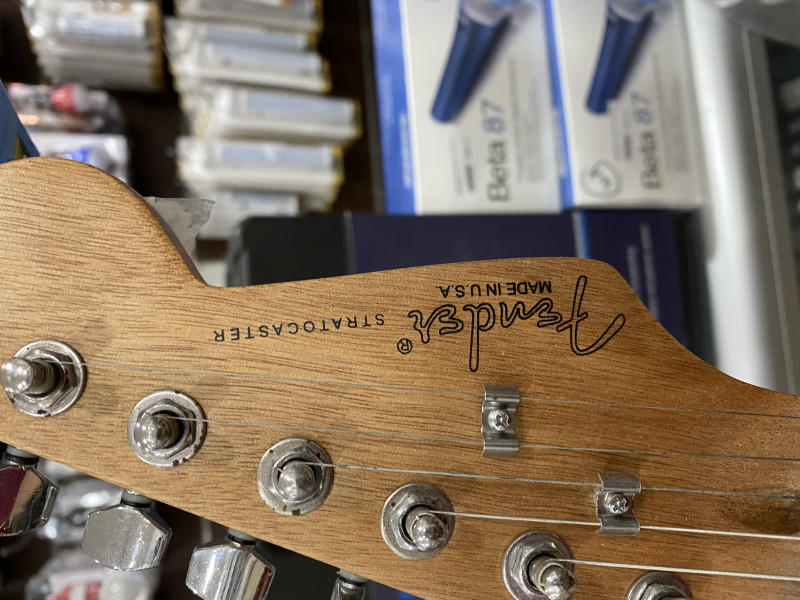 Fender®
MADE IN U.S.A.
STRATOCASTER
Beta 87
Beta 87